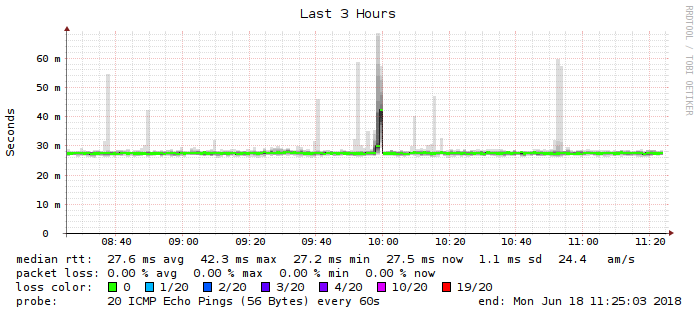 Last 3 Hours
RRDTOOL / TOBI OETIKER
Seconds
60 m
50 m
40 m
30 m
20 m
10 m
0
08:40 09:00 09:20 09:40 10:00 10:20 10:40 11:00 11:20
median rtt: 27.6 ms avg 42.3 ms max 27.2 ms min 27.5 ms now 1.1 ms sd 24.4 am/s
packet loss: 0.00 % avg 0.00 % max 0.00 % min 0.00 % now
loss color: 0 1/20 2/20 3/20 4/20 10/20 19/20
probe: 20 ICMP Echo Pings (56 Bytes) every 60s end: Mon Jun 18 11:25:03 2018